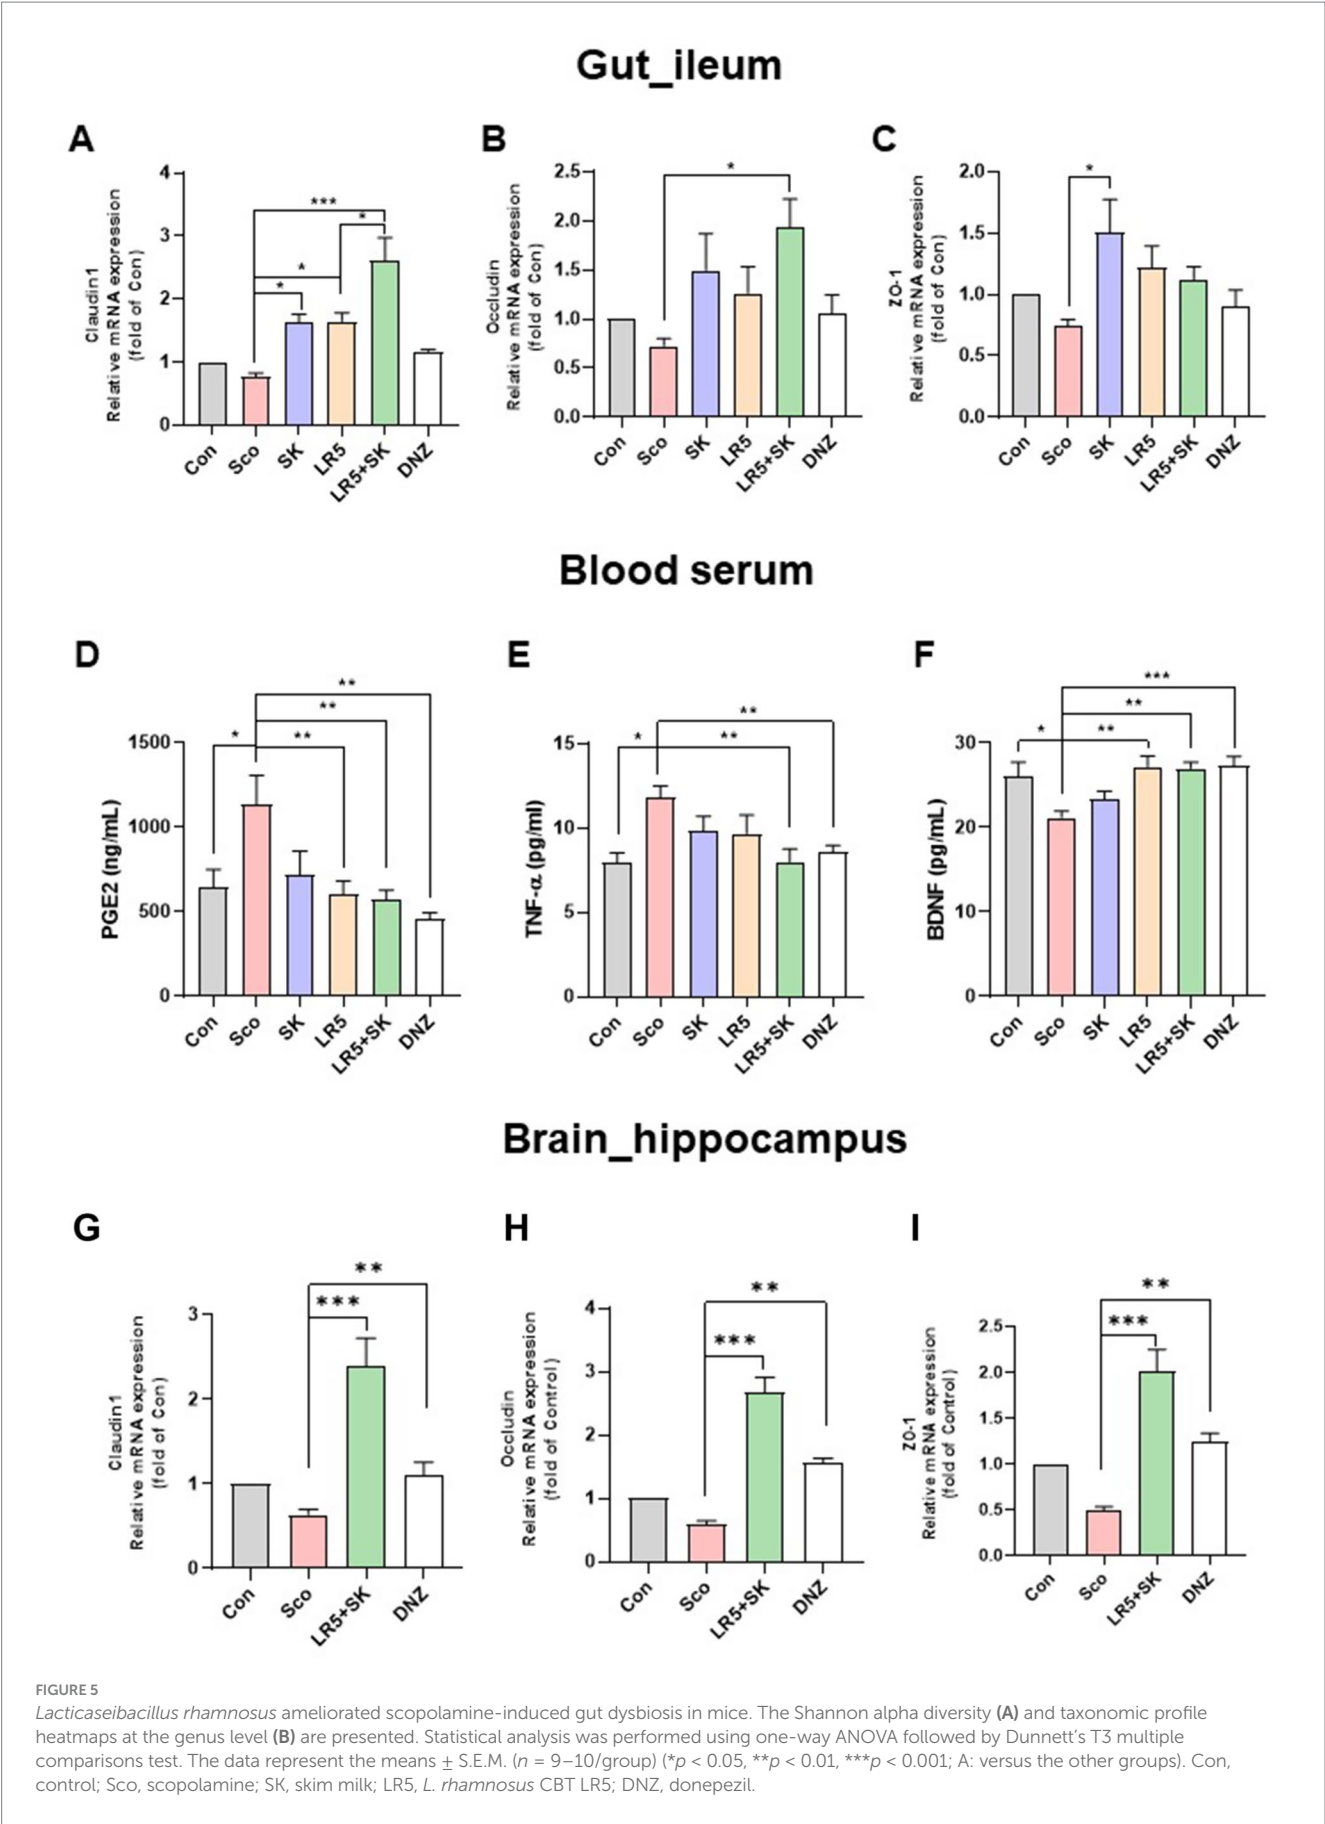 Gut_ileum
A
Claudin1
Relative mRNA expression
(fold of Con)
4
3
2
1
0
***
*
*
*
Con
Sco
SK
LR5
LR5+SK
DNZ
B
Occludin
Relative mRNA expression
(fold of Con)
2.5
2.0
1.5
1.0
0.5
0.0
*
Con
Sco
SK
LR5
LR5+SK
DNZ
C
ZO-1
Relative mRNA expression
(fold of Con)
2.0
1.5
1.0
0.5
0.0
*
Con
Sco
SK
LR5
LR5+SK
DNZ
Blood serum
D
PGE2 (ng/mL)
1500
1000
500
0
**
**
*
**
Con
Sco
SK
LR5
LR5+SK
DNZ
E
TNF-α (pg/ml)
15
10
5
0
**
*
**
Con
Sco
SK
LR5
LR5+SK
DNZ
F
BDNF (pg/mL)
30
20
10
0
***
**
*
**
Con
Sco
SK
LR5
LR5+SK
DNZ
Brain_hippocampus
G
Claudin1
Relative mRNA expression
(fold of Con)
3
2
1
0
**
***
Con
Sco
LR5+SK
DNZ
H
Occludin
Relative mRNA expression
(fold of Control)
4
3
2
1
0
**
***
Con
Sco
LR5+SK
DNZ
I
ZO-1
Relative mRNA expression
(fold of Control)
2.5
2.0
1.5
1.0
0.5
0.0
**
***
Con
Sco
LR5+SK
DNZ
FIGURE 5
Lacticaseibacillus rhamnosus ameliorated scopolamine-induced gut dysbiosis in mice. The Shannon alpha diversity (A) and taxonomic profile
heatmaps at the genus level (B) are presented. Statistical analysis was performed using one-way ANOVA followed by Dunnett's T3 multiple
comparisons test. The data represent the means ± S.E.M. (n = 9–10/group) (*p < 0.05, **p < 0.01, ***p < 0.001; A: versus the other groups). Con,
control; Sco, scopolamine; SK, skim milk; LR5, L. rhamnosus CBT LR5; DNZ, donepezil.